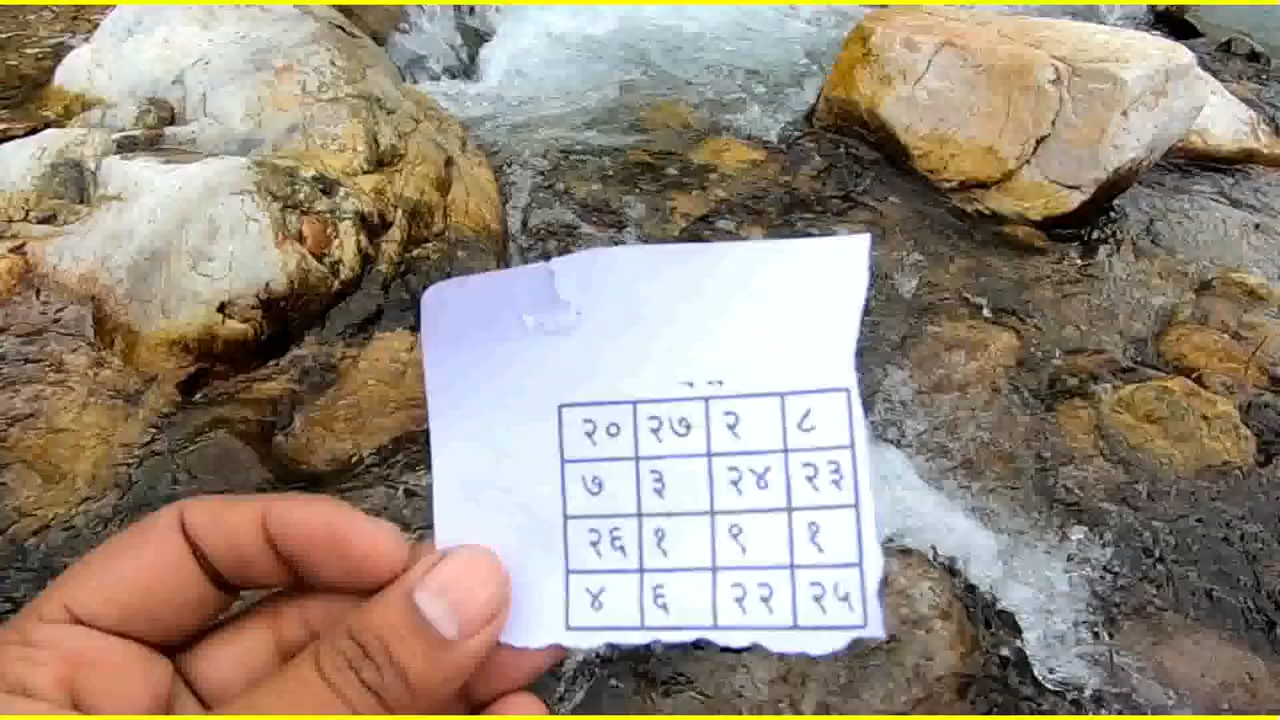 २० २७ २ ८
७ ३ २४ २३
२६ १ ९ १
४ ६ २२ २५